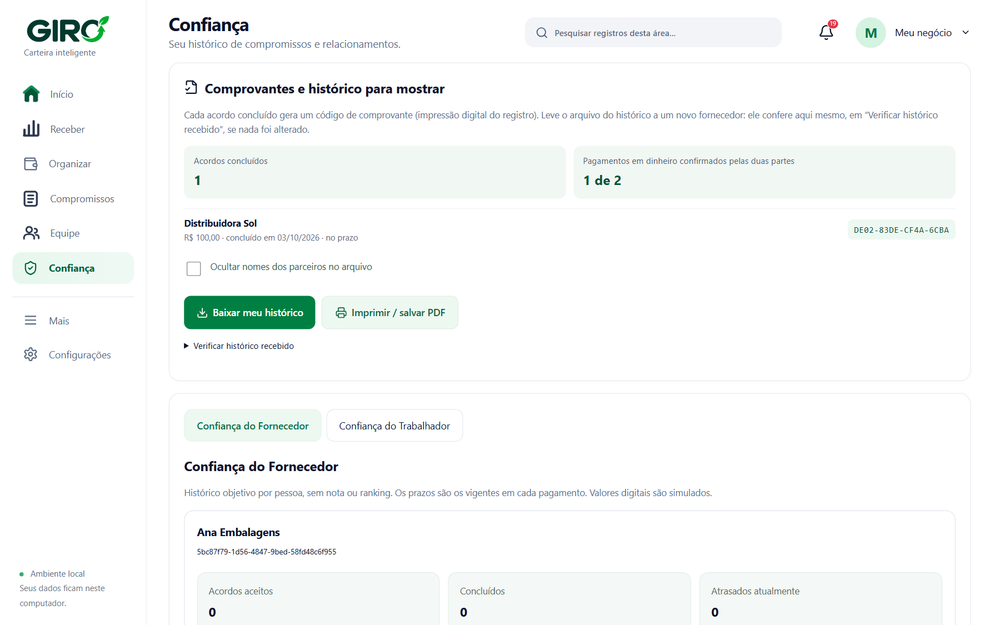 GIRO
Carteira inteligente
Início
Receber
Organizar
Compromissos
Equipe
Confiança
Mais
Configurações
Ambiente local
Seus dados ficam neste
computador.
Confiança
Seu histórico de compromissos e relacionamentos.
Pesquisar registros desta área...
19
M
Meu negócio
Comprovantes e histórico para mostrar
Cada acordo concluído gera um código de comprovante (impressão digital do registro). Leve o arquivo do histórico a um novo fornecedor: ele confere aqui mesmo, em “Verificar histórico
recebido”, se nada foi alterado.
Acordos concluídos
1
Pagamentos em dinheiro confirmados pelas duas partes
1 de 2
Distribuidora Sol
R$ 100,00 · concluído em 03/10/2026 · no prazo
DE02-83DE-CF4A-6CBA
Ocultar nomes dos parceiros no arquivo
Baixar meu histórico
Imprimir / salvar PDF
Verificar histórico recebido
Confiança do Fornecedor
Confiança do Trabalhador
Confiança do Fornecedor
Histórico objetivo por pessoa, sem nota ou ranking. Os prazos são os vigentes em cada pagamento. Valores digitais são simulados.
Ana Embalagens
5bc87f79-1d56-4847-9bed-58fd48c6f955
Acordos aceitos
0
Concluídos
0
Atrasados atualmente
0